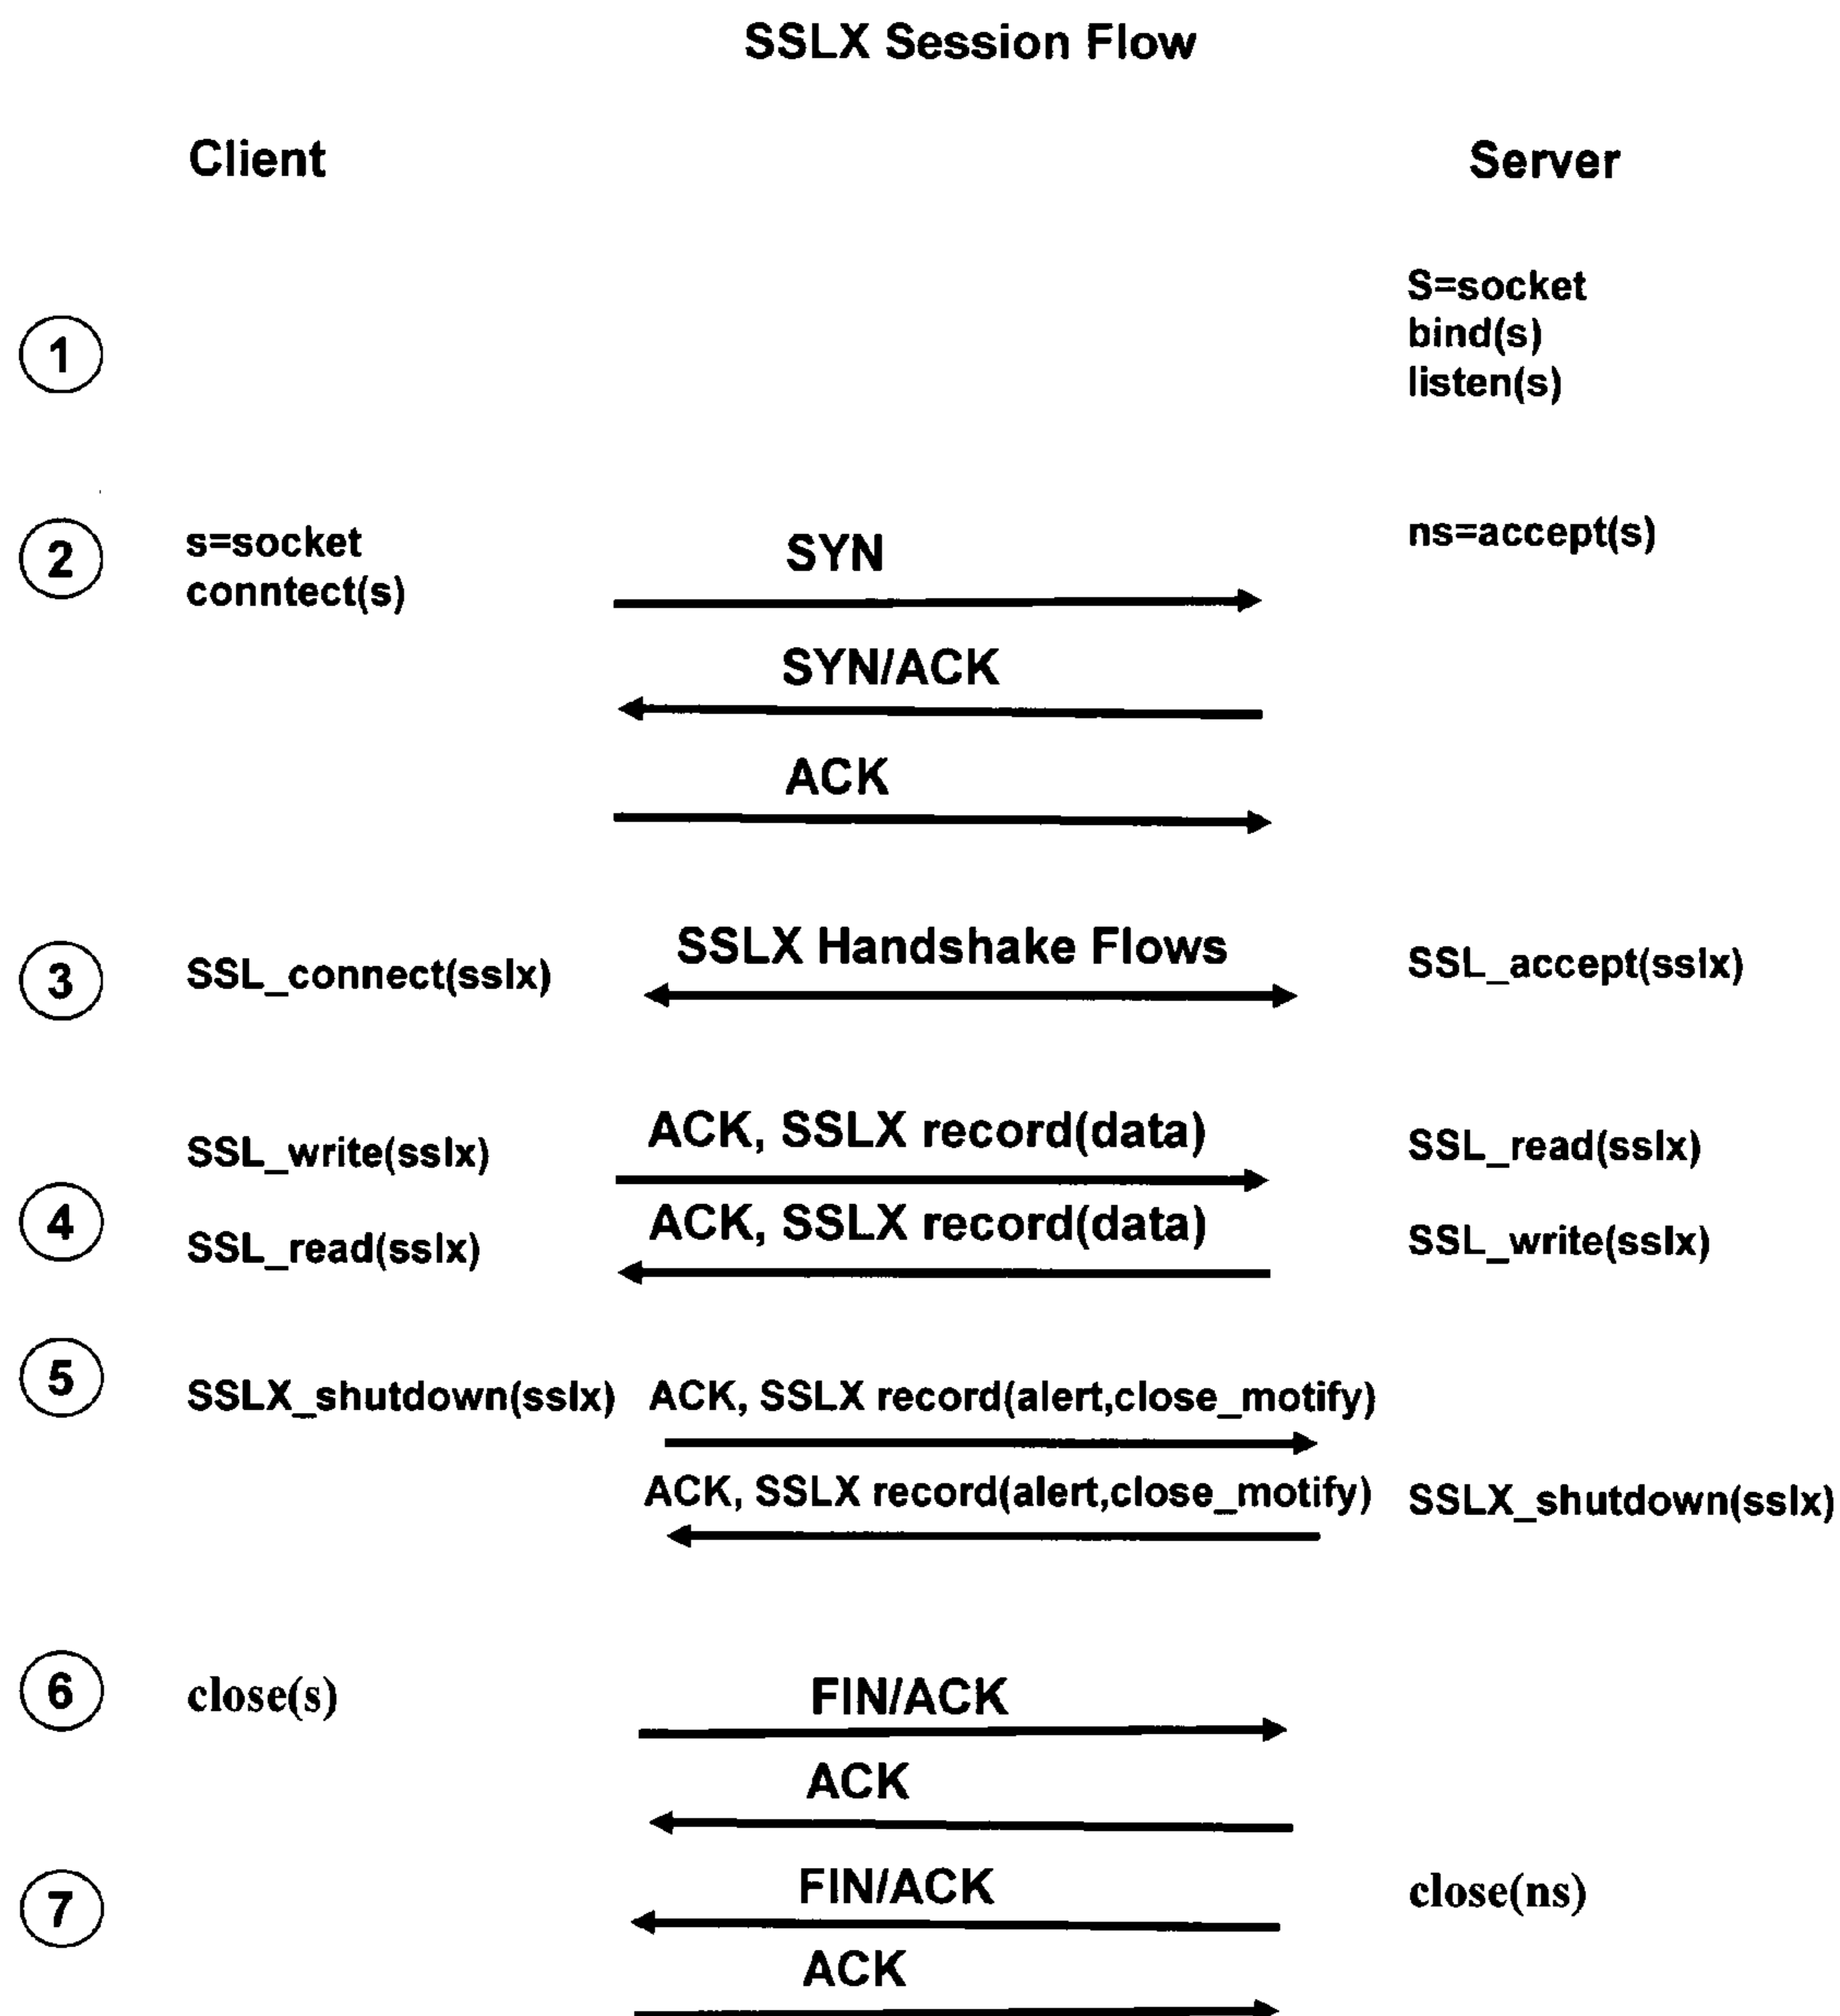 SSLX Session Flow
Client
Server
S=socket
bind(s)
listen(s)
1
2
s=socket
conntect(s)
SYN
ns=accept(s)
SYN/ACK
ACK
3
SSL_connect(sslx)
SSLX Handshake Flows
SSL_accept(sslx)
SSL_write(sslx)
ACK, SSLX record(data)
SSL_read(sslx)
4
SSL_read(sslx)
ACK, SSLX record(data)
SSL_write(sslx)
5
SSLX_shutdown(sslx)
ACK, SSLX record(alert,close_motify)
ACK, SSLX record(alert,close_motify)
SSLX_shutdown(sslx)
6
close(s)
FIN/ACK
ACK
7
FIN/ACK
close(ns)
ACK